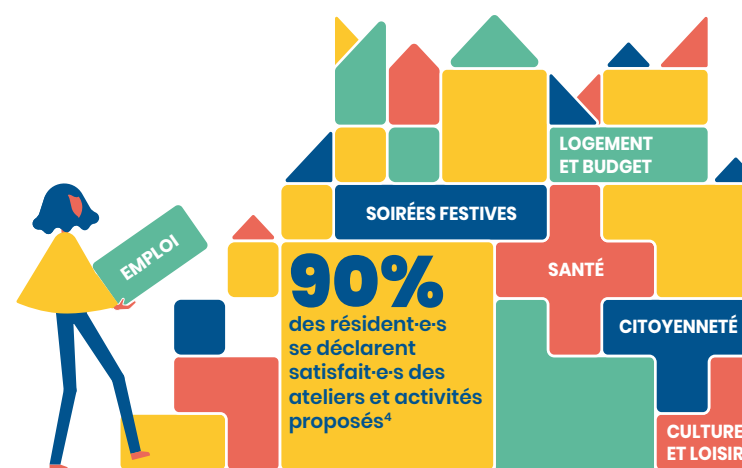 LOGEMENT
ET BUDGET
SOIRÉES FESTIVES
EMPLOI
SANTÉ
90%
des résident·e·s
se déclarent
satisfait·e·s des
ateliers et activités
proposés⁴
CITOYENNETÉ
CULTURE
ET LOISIR